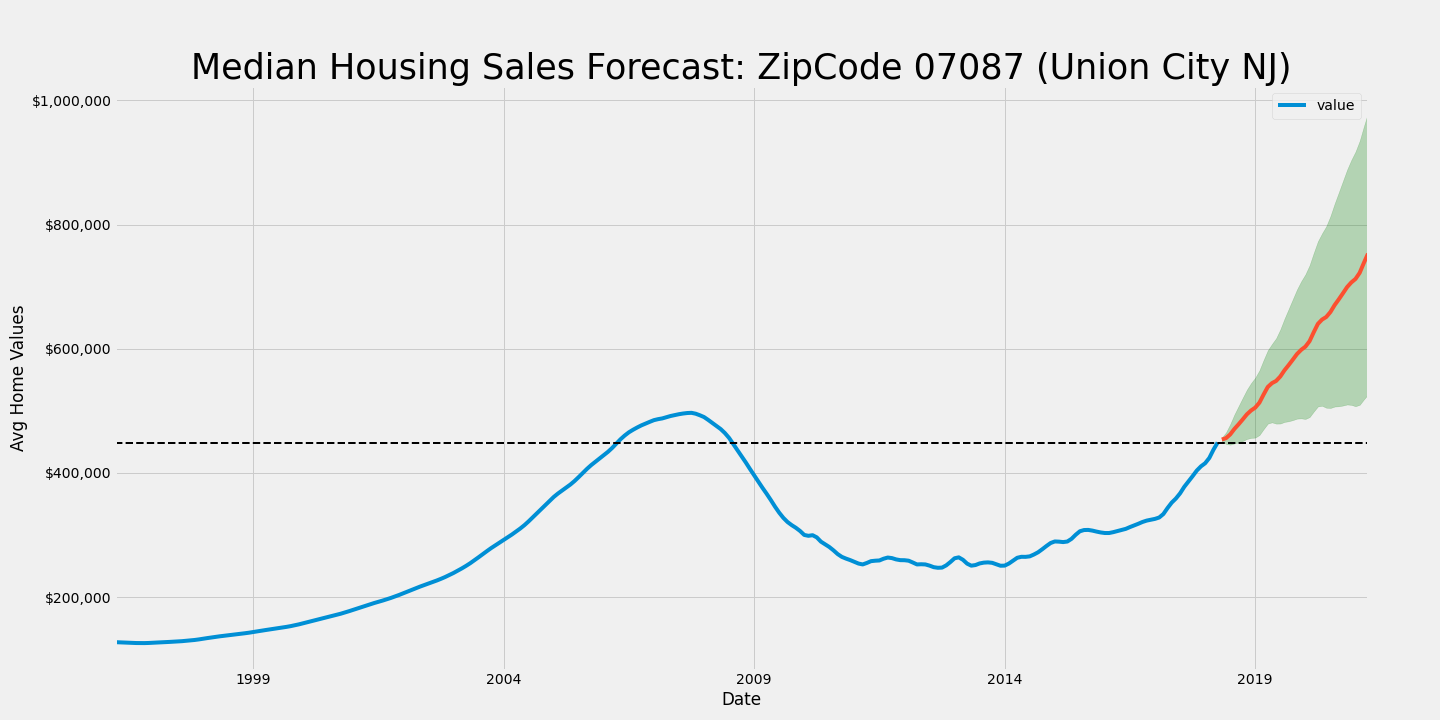 Median Housing Sales Forecast: ZipCode 07087 (Union City NJ)
value
Avg Home Values
$1,000,000
$800,000
$600,000
$400,000
$200,000
1999 2004 2009 2014 2019
Date